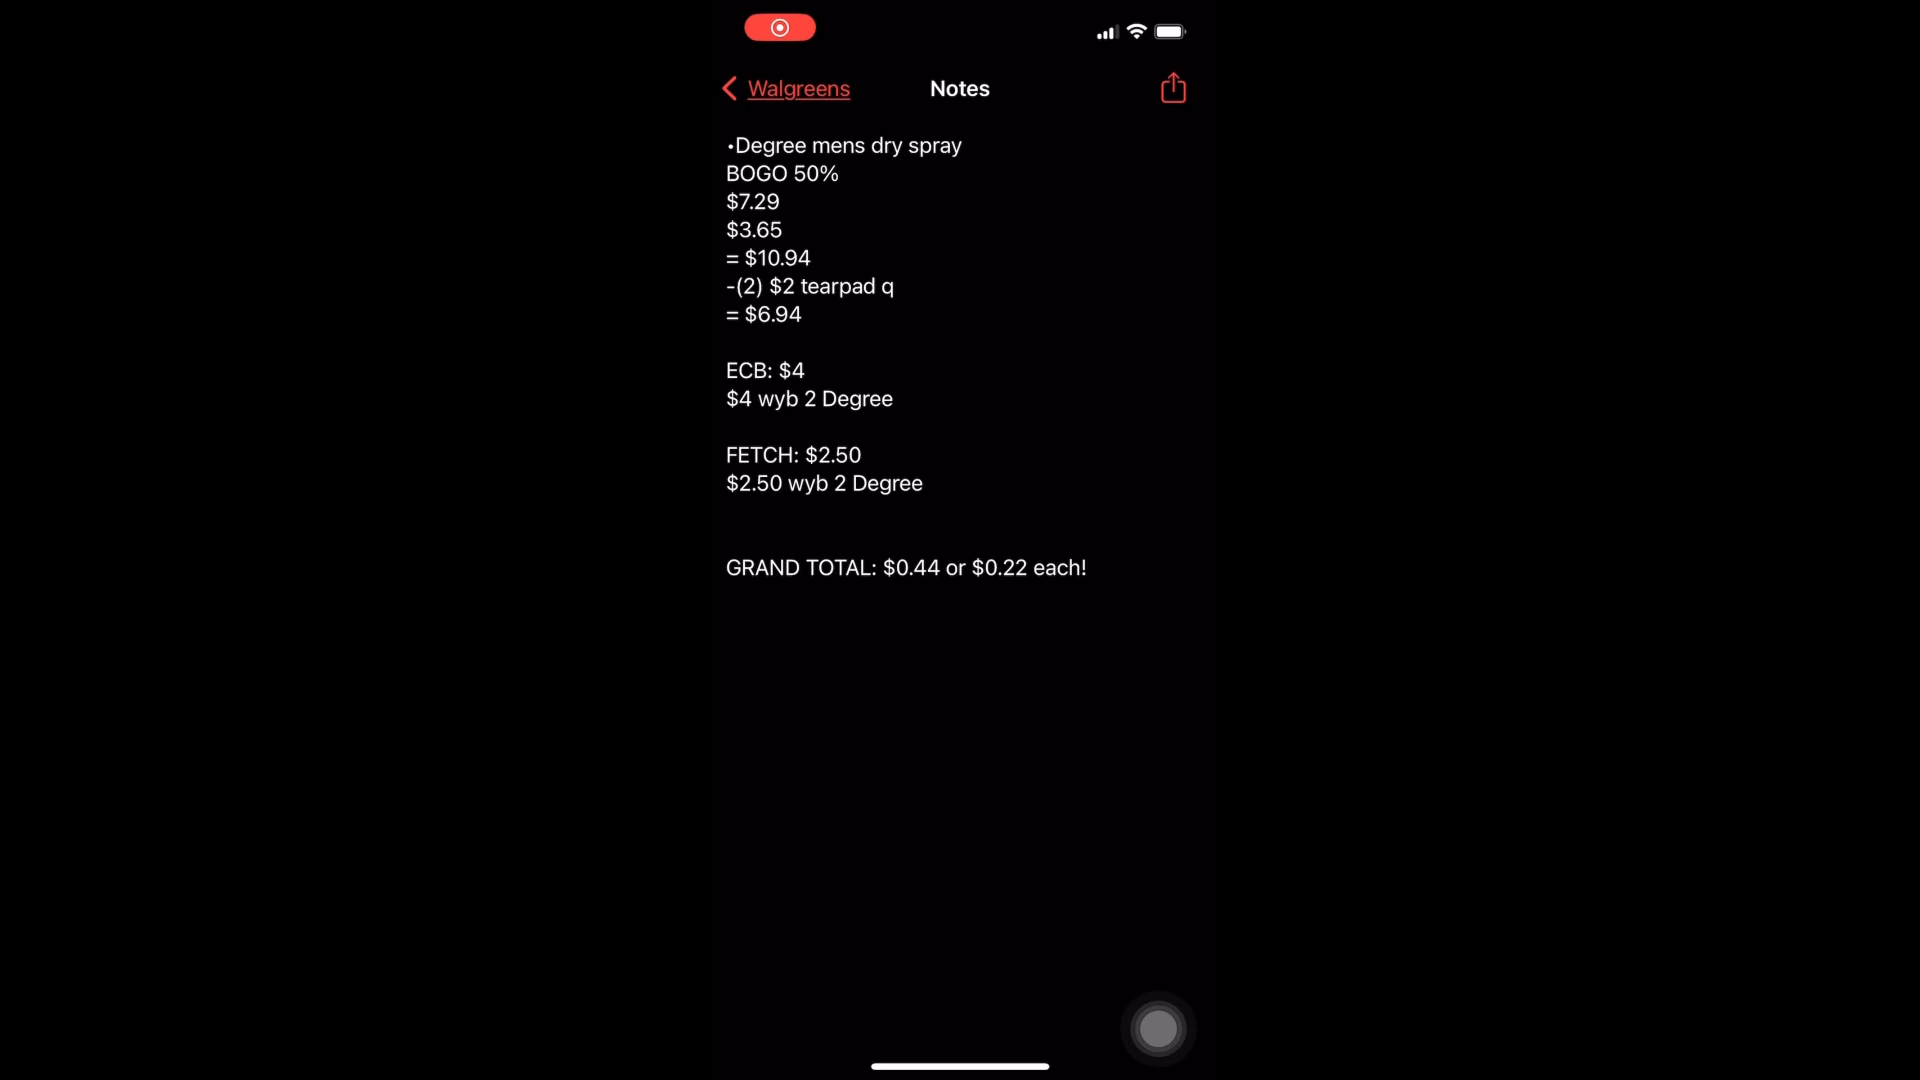 Walgreens
Notes
•Degree mens dry spray
BOGO 50%
$7.29
$3.65
= $10.94
-(2) $2 tearpad q
= $6.94
ECB: $4
$4 wyb 2 Degree
FETCH: $2.50
$2.50 wyb 2 Degree
GRAND TOTAL: $0.44 or $0.22 each!